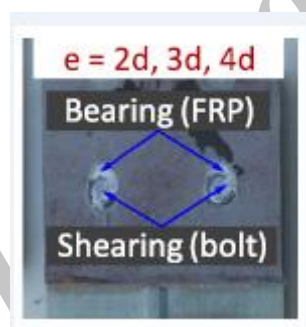 e = 2d, 3d, 4d
Bearing (FRP)
Shearing (bolt)